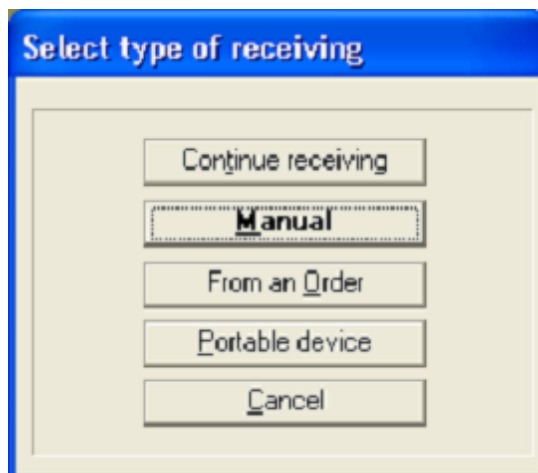 Select type of receiving
Continue receiving
Manual
From an Order
Portable device
Cancel